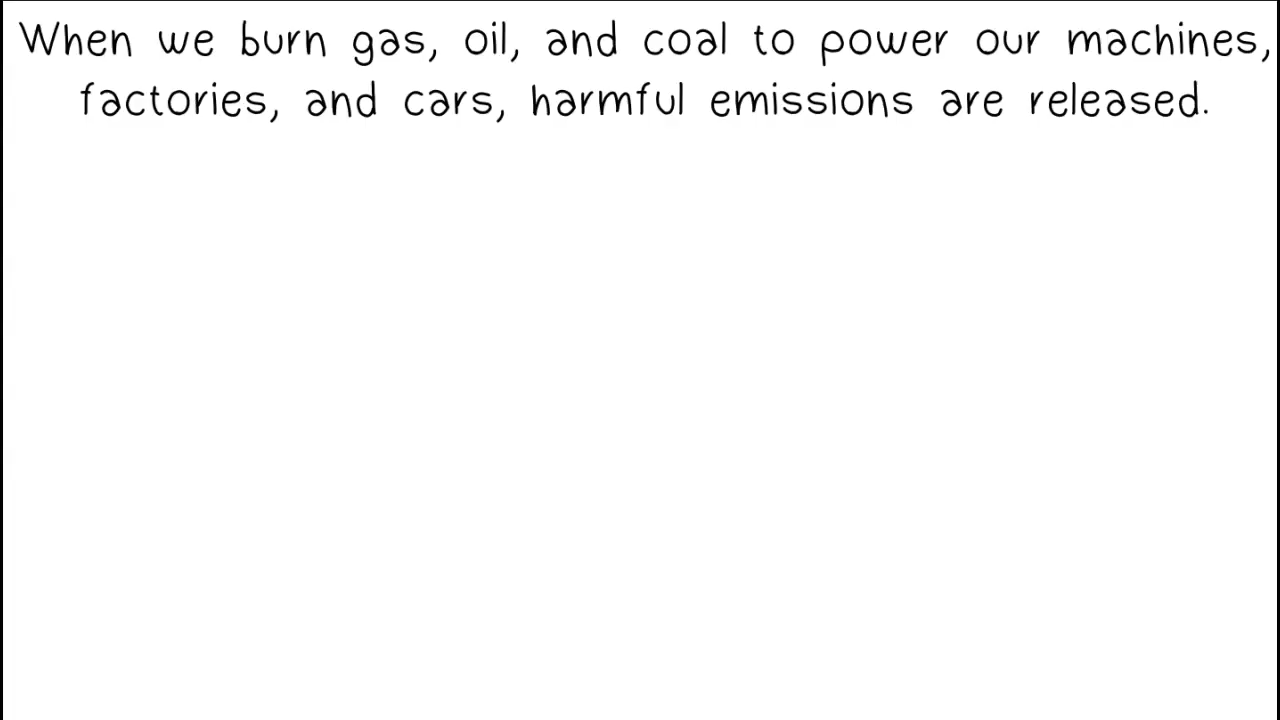 When we burn gas, oil, and coal to power our machines,
factories, and cars, harmful emissions are released.